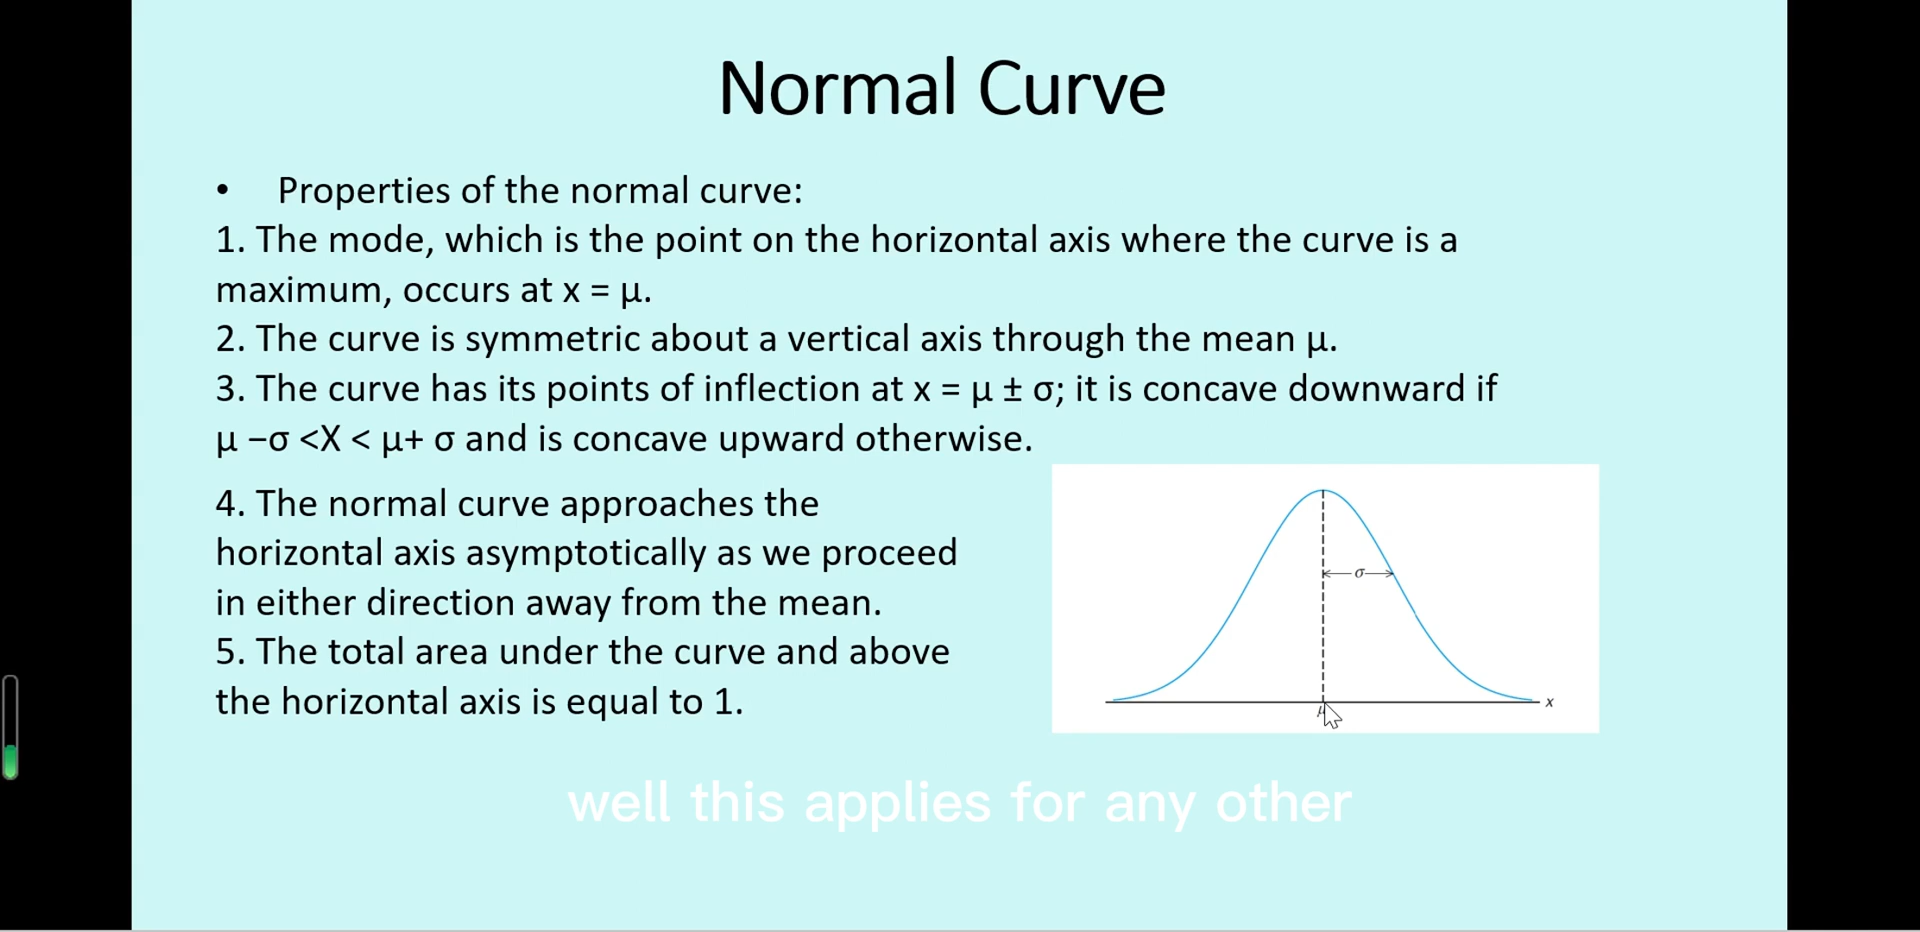 Normal Curve
• Properties of the normal curve:
1. The mode, which is the point on the horizontal axis where the curve is a
maximum, occurs at x = μ.
2. The curve is symmetric about a vertical axis through the mean μ.
3. The curve has its points of inflection at x = μ ± σ; it is concave downward if
μ −σ <X < μ+ σ and is concave upward otherwise.
4. The normal curve approaches the
horizontal axis asymptotically as we proceed
in either direction away from the mean.
5. The total area under the curve and above
the horizontal axis is equal to 1.
σ
x
μ
well this applies for any other